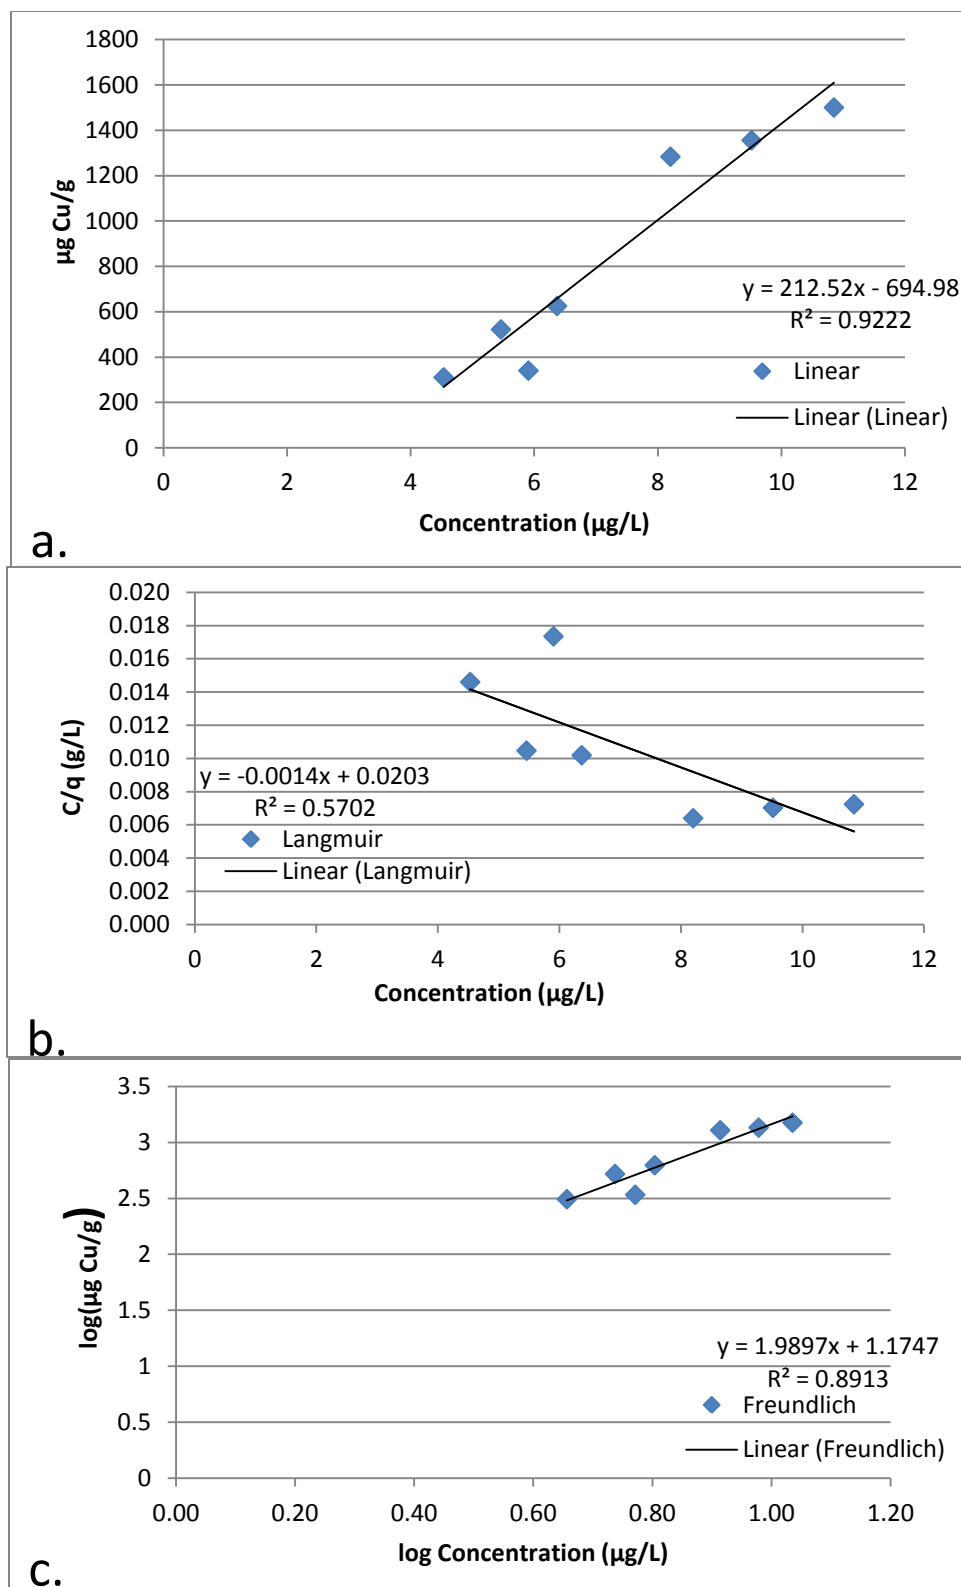 1800
1600
1400
1200
1000
800
600
400
200
0
µg Cu/g
y = 212.52x - 694.98
R² = 0.9222
Linear
Linear (Linear)
0 2 4 6 8 10 12
Concentration (µg/L)
a.
0.020
0.018
0.016
0.014
0.012
0.010
0.008
0.006
0.004
0.002
0.000
C/q (g/L)
y = -0.0014x + 0.0203
R² = 0.5702
Langmuir
Linear (Langmuir)
0 2 4 6 8 10 12
Concentration (µg/L)
b.
3.5
3
2.5
2
1.5
1
0.5
0
log(µg Cu/g)
y = 1.9897x + 1.1747
R² = 0.8913
Freundlich
Linear (Freundlich)
0.00 0.20 0.40 0.60 0.80 1.00 1.20
log Concentration (µg/L)
c.